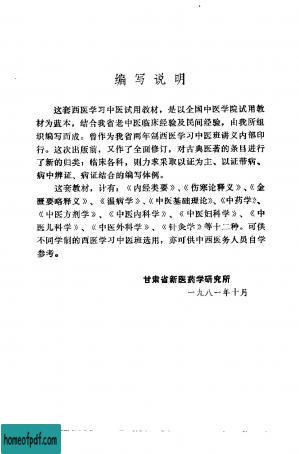 编写说明
这套西医学习中医试用教材，是以全国中医学院试用教
材为蓝本，结合我省老中医临床经验及民间经验，由我所组
织编写而成；曾作为我省两年制西医学习中医班讲义内部印
行。这次出版前，又作了全面修订，对古典医著的条目进行
了新的归类；临床各科，则力求采取以证为主、以证带病、
病中辨证、病证结合的编写体例。
这套教材，计有：《内经类要》、《伤寒论释义》、《金
匮要略释义》、《温病学》、《中医基础理论》、《中药学》、
《中医方剂学》、《中医内科学》、《中医妇科学》、《中
医儿科学》、《中医外科学》、《针灸学》等十二种。可供
不同学制的西医学习中医班选用，亦可供中西医务人员自学
参考。
甘肃省新医药学研究所
一九八一年十月
homeofpdf.com